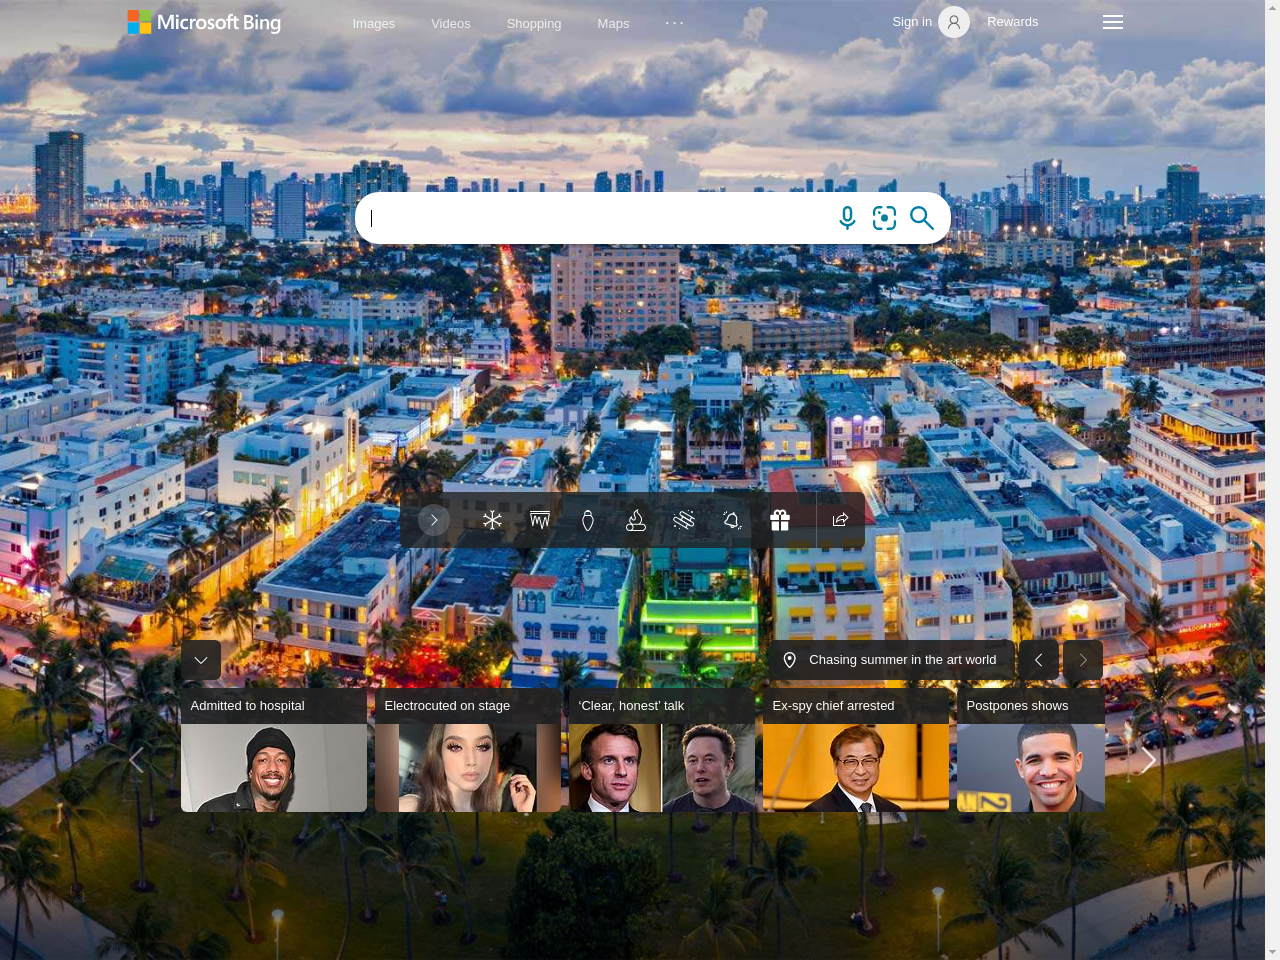 Microsoft Bing
Images
Videos
Shopping
Maps
...
Sign in
Rewards
Chasing summer in the art world
Admitted to hospital
Electrocuted on stage
‘Clear, honest’ talk
Ex-spy chief arrested
Postpones shows